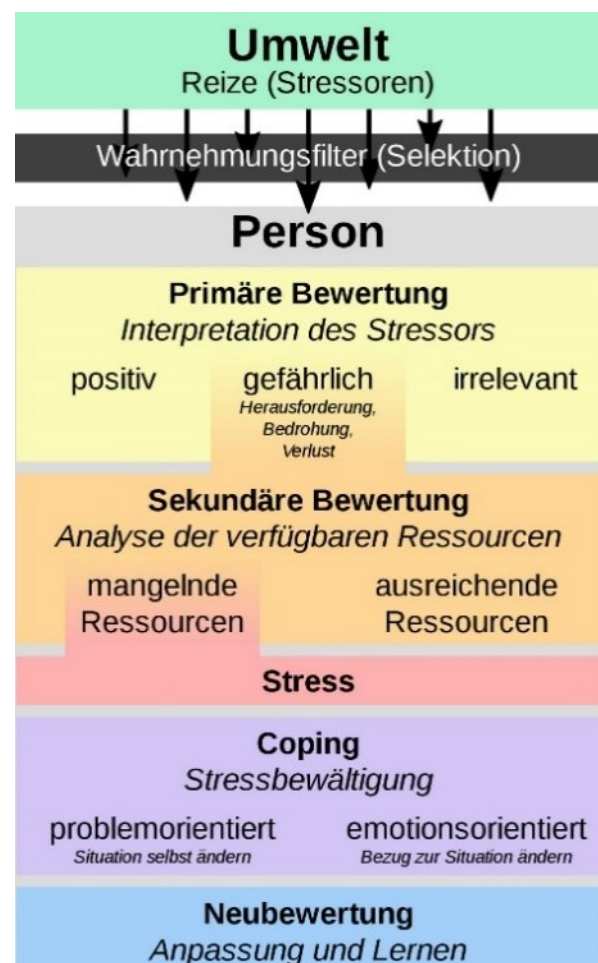 Umwelt
Reize (Stressoren)
Wahrnehmungsfilter (Selektion)
Person
Primäre Bewertung
Interpretation des Stressors
positiv gefährlich irrelevant
Herausforderung,
Bedrohung,
Verlust
Sekundäre Bewertung
Analyse der verfügbaren Ressourcen
mangelnde ausreichende
Ressourcen Ressourcen
Stress
Coping
Stressbewältigung
problemorientiert emotionsorientiert
Situation selbst ändern Bezug zur Situation ändern
Neubewertung
Anpassung und Lernen